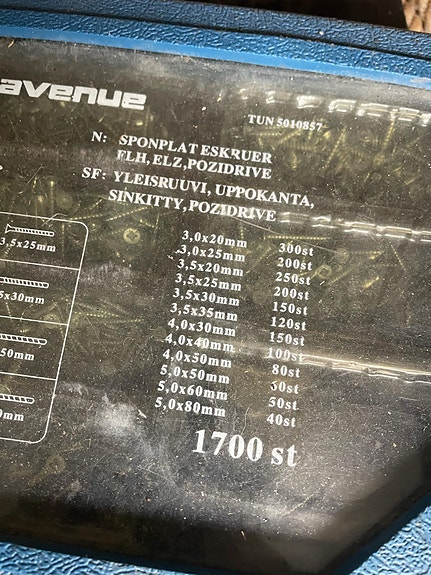 avenue
TUN 5010857
N: SPONPLAT ESKRUER
FLH, ELZ, POZIDRIVE
SF: YLEISRUUVI, UPPOKANTA,
SINKITTY, POZIDRIVE
3,5x25mm
5x30mm
50mm
0mm
3,0x20mm 300st
3,0x25mm 200st
3,5x20mm 250st
3,5x25mm 200st
3,5x30mm 150st
3,5x35mm 120st
4,0x30mm 150st
4,0x40mm 100st
4,0x50mm 80st
5,0x50mm 60st
5,0x60mm 50st
5,0x80mm 40st
1700 st